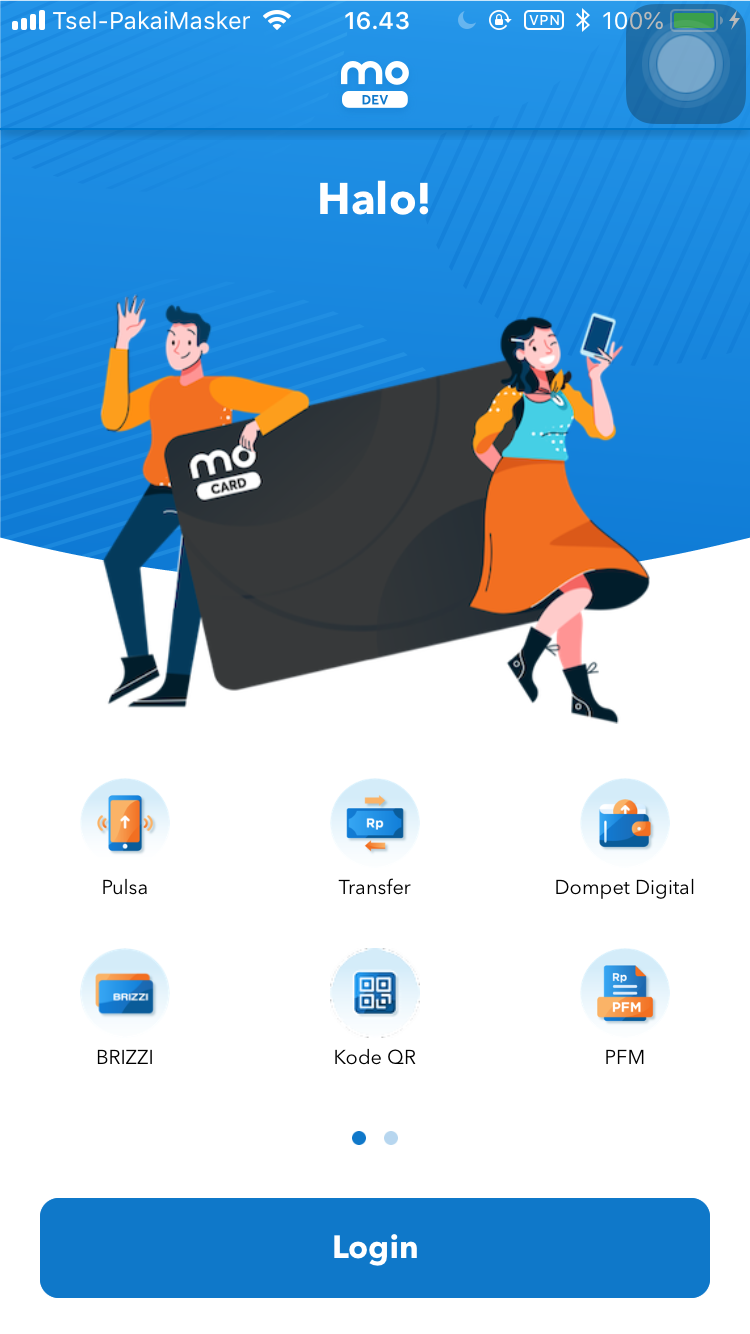 Tsel-PakaiMasker 16.43 VPN 100%
mo
DEV
Halo!
mo
CARD
Rp
Pulsa Transfer Dompet Digital
BRIZZI Rp
PFM
BRIZZI Kode QR PFM
Login